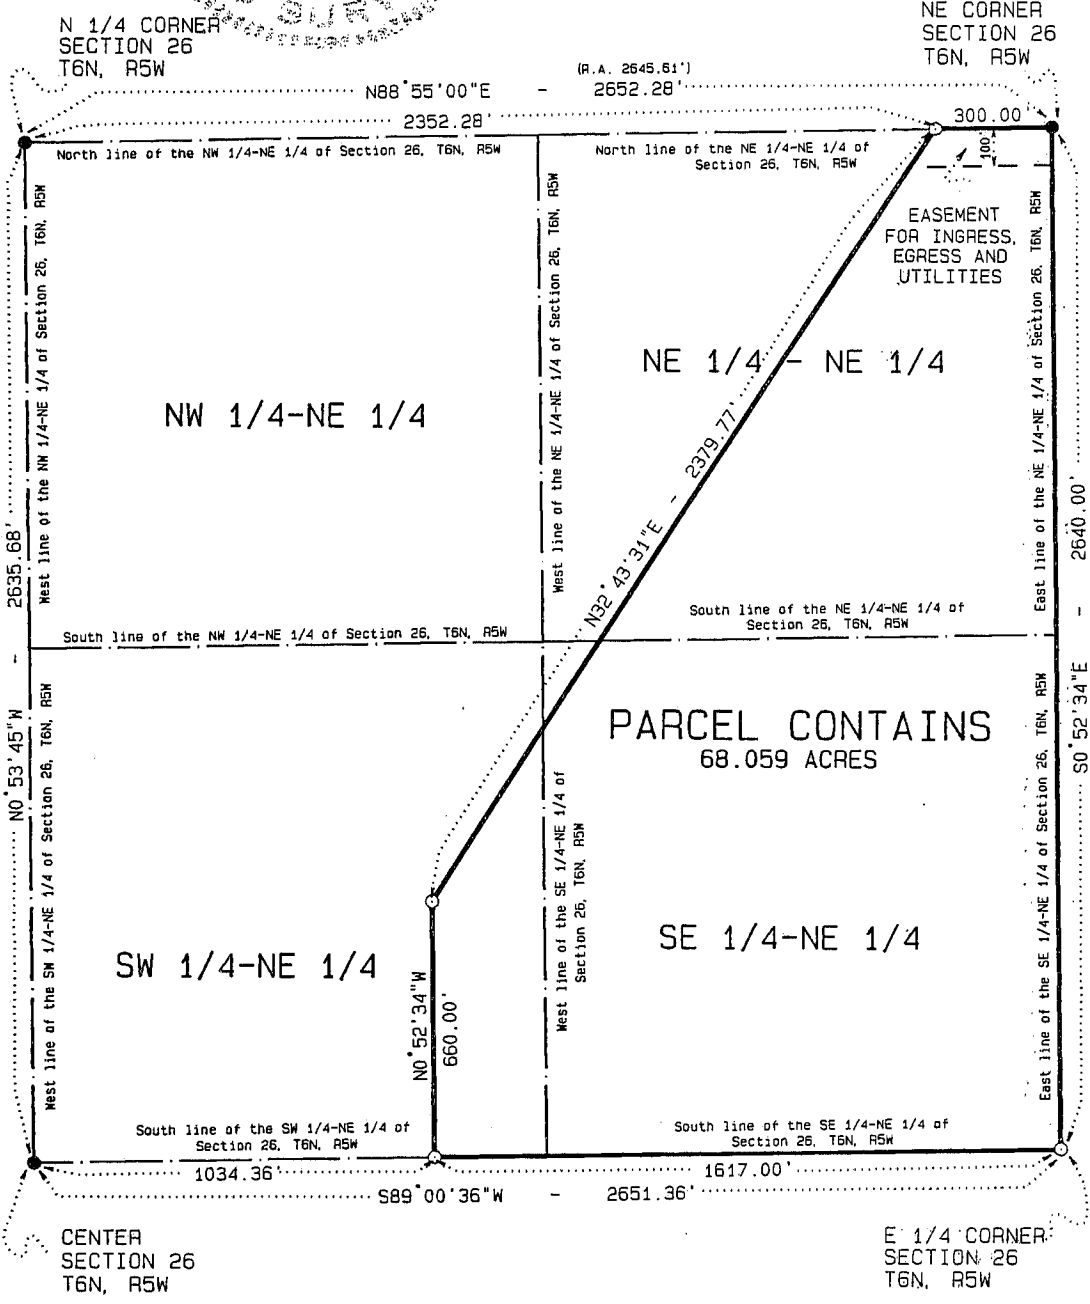 SUR
N 1/4 CORNER
SECTION 26
T6N, R5W
NE CORNER
SECTION 26
T6N, R5W
(R.A. 2645.61')
N88°55'00"E - 2652.28'
2352.28'
300.00'
North line of the NW 1/4-NE 1/4 of Section 26, T6N, R5W
North line of the NE 1/4-NE 1/4 of
Section 26, T6N, R5W
100'
EASEMENT
FOR INGRESS,
EGRESS AND
UTILITIES
West line of the NW 1/4-NE 1/4 of Section 26, T6N, R5W
West line of the NE 1/4-NE 1/4 of Section 26, T6N, R5W
East line of the NE 1/4-NE 1/4 of Section 26, T6N, R5W
NW 1/4-NE 1/4
NE 1/4 - NE 1/4
N32°43'31"E - 2379.77'
N0°53'45"W - 2635.68'
S0°52'34"E - 2640.00'
South line of the NW 1/4-NE 1/4 of Section 26, T6N, R5W
South line of the NE 1/4-NE 1/4 of
Section 26, T6N, R5W
PARCEL CONTAINS
68.059 ACRES
West line of the SW 1/4-NE 1/4 of Section 26, T6N, R5W
West line of the SE 1/4-NE 1/4 of
Section 26, T6N, R5W
East line of the SE 1/4-NE 1/4 of Section 26, T6N, R5W
SW 1/4-NE 1/4
SE 1/4-NE 1/4
N0°52'34"W
660.00'
South line of the SW 1/4-NE 1/4 of
Section 26, T6N, R5W
South line of the SE 1/4-NE 1/4 of
Section 26, T6N, R5W
1034.36'
1617.00'
S89°00'36"W - 2651.36'
CENTER
SECTION 26
T6N, R5W
E 1/4 CORNER
SECTION 26
T6N, R5W